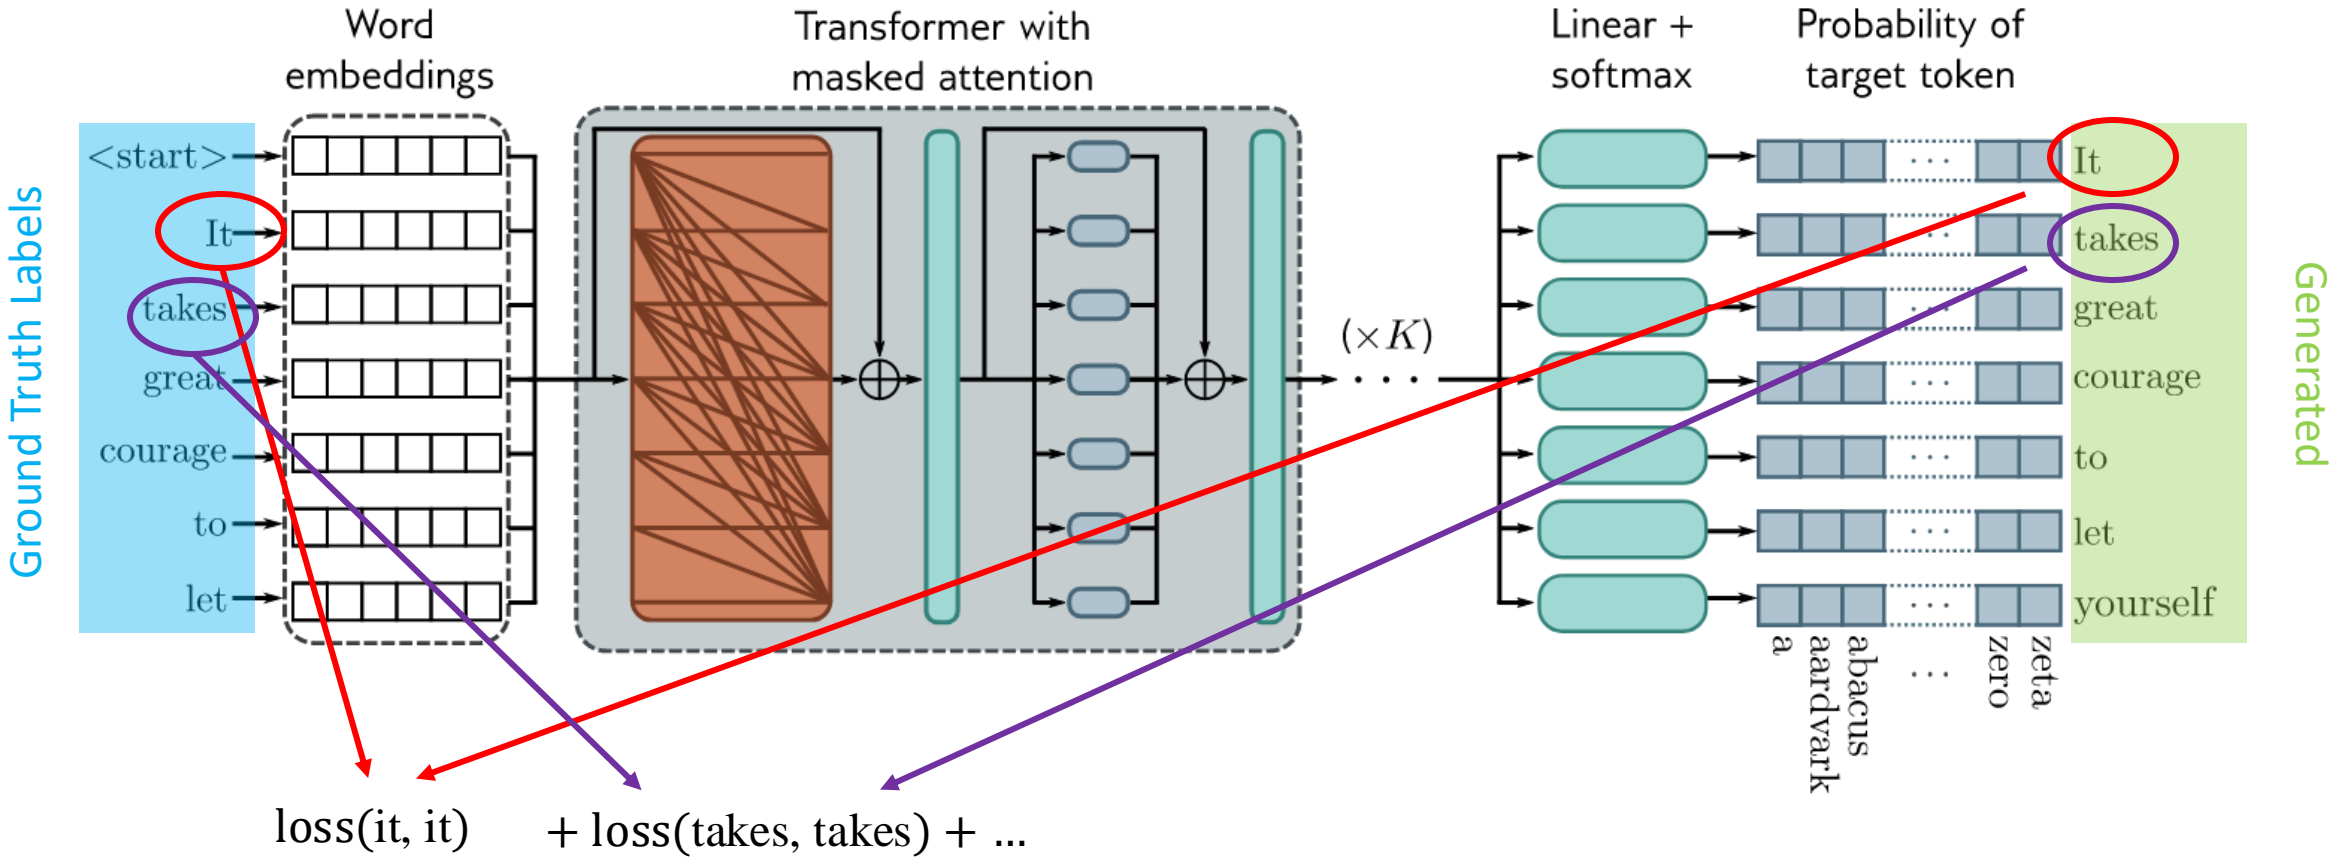 Word
embeddings
Transformer with
masked attention
Linear +
softmax
Probability of
target token
Ground Truth Labels
<start>
It
takes
great
courage
to
let
(×K)
...
It
takes
great
courage
to
let
yourself
Generated
a
aardvark
abacus
...
zero
zeta
loss(it, it) + loss(takes, takes) + ...